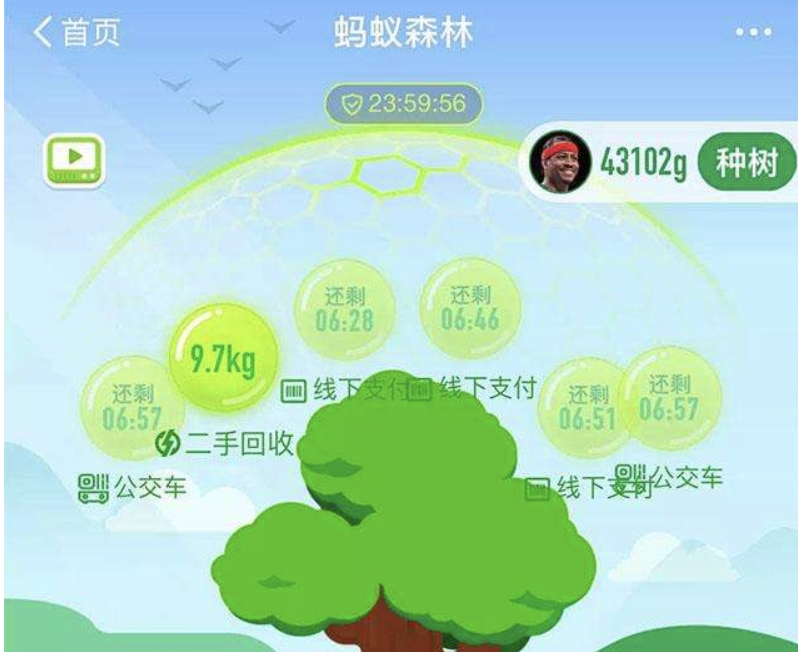 首页
蚂蚁森林
23:59:56
43102g
种树
还剩
06:28
线下支付
还剩
06:46
线下支付
9.7kg
二手回收
还剩
06:57
公交车
还剩
06:51
线下支付
还剩
06:57
公交车